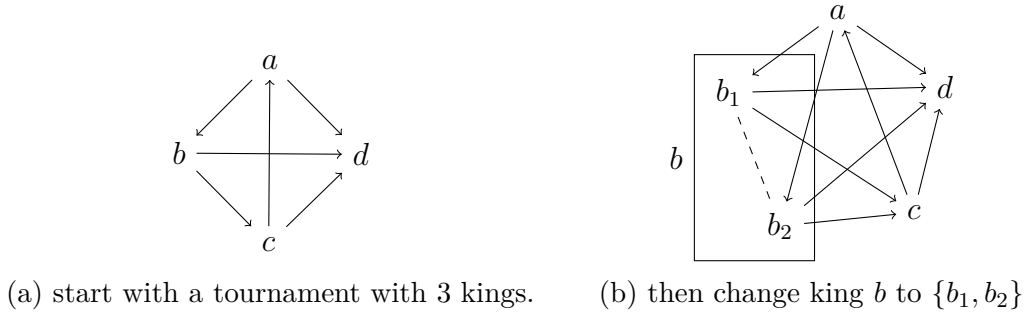 a
b
d
c
(a) start with a tournament with 3 kings.
a
b₁
d
b
b₂
c
(b) then change king b to {b₁, b₂}